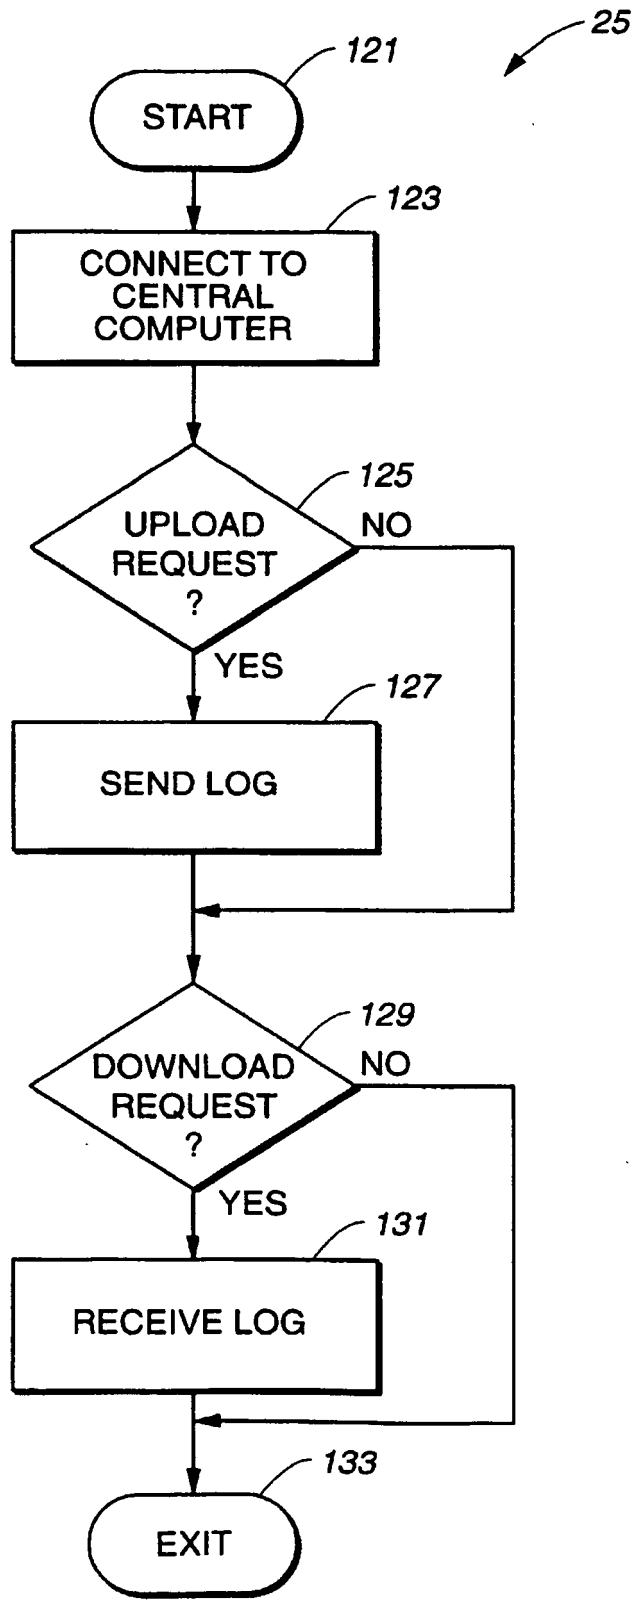 25
121
START
123
CONNECT TO
CENTRAL
COMPUTER
125
UPLOAD
REQUEST
?
NO
YES
127
SEND LOG
129
DOWNLOAD
REQUEST
?
NO
YES
131
RECEIVE LOG
133
EXIT